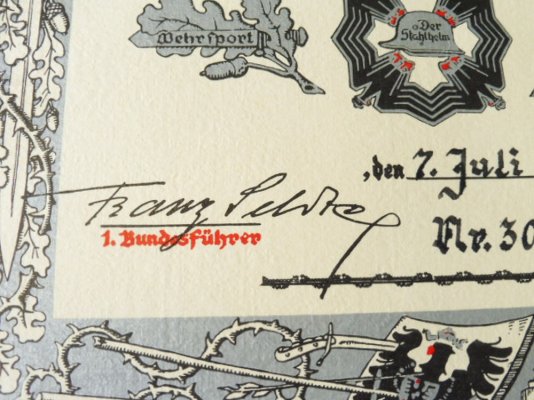 Wehrsport
Der
Stahlhelm
, den 7. Juli
Franz Seldte
1. Bundesführer
Nr. 30